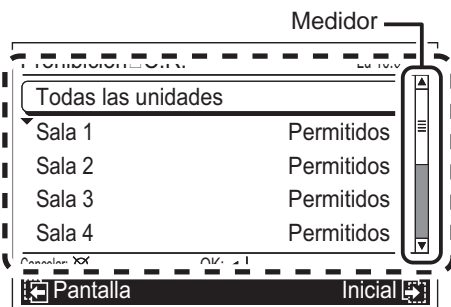 Medidor
Todas las unidades
Sala 1 Permitidos
Sala 2 Permitidos
Sala 3 Permitidos
Sala 4 Permitidos
Pantalla Inicial